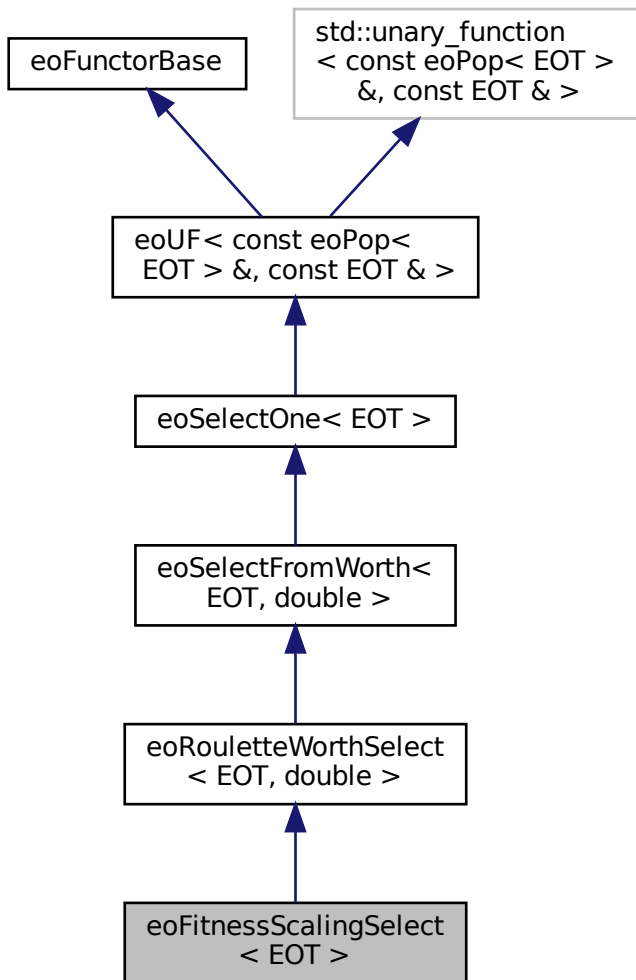 eoFunctorBase
std::unary_function
< const eoPop< EOT >
&, const EOT & >
eoUF< const eoPop<
EOT > &, const EOT & >
eoSelectOne< EOT >
eoSelectFromWorth<
EOT, double >
eoRouletteWorthSelect
< EOT, double >
eoFitnessScalingSelect
< EOT >